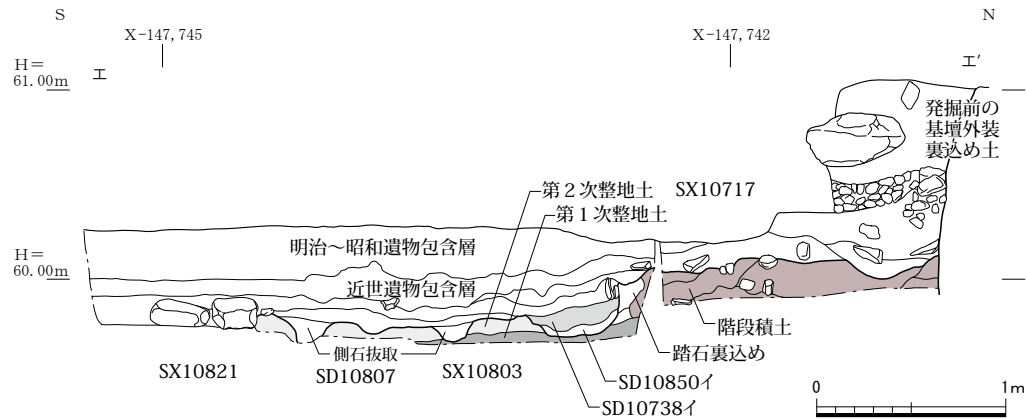 S
N
X-147,745
X-147,742
H=
61.00m
エ
エ′
発掘前の
基壇外装
裏込め土
第２次整地土
SX10717
第１次整地土
明治～昭和遺物包含層
H=
60.00m
近世遺物包含層
階段積土
側石抜取
踏石裏込め
SX10821
SD10807
SX10803
SD10850イ
SD10738イ
0
1m